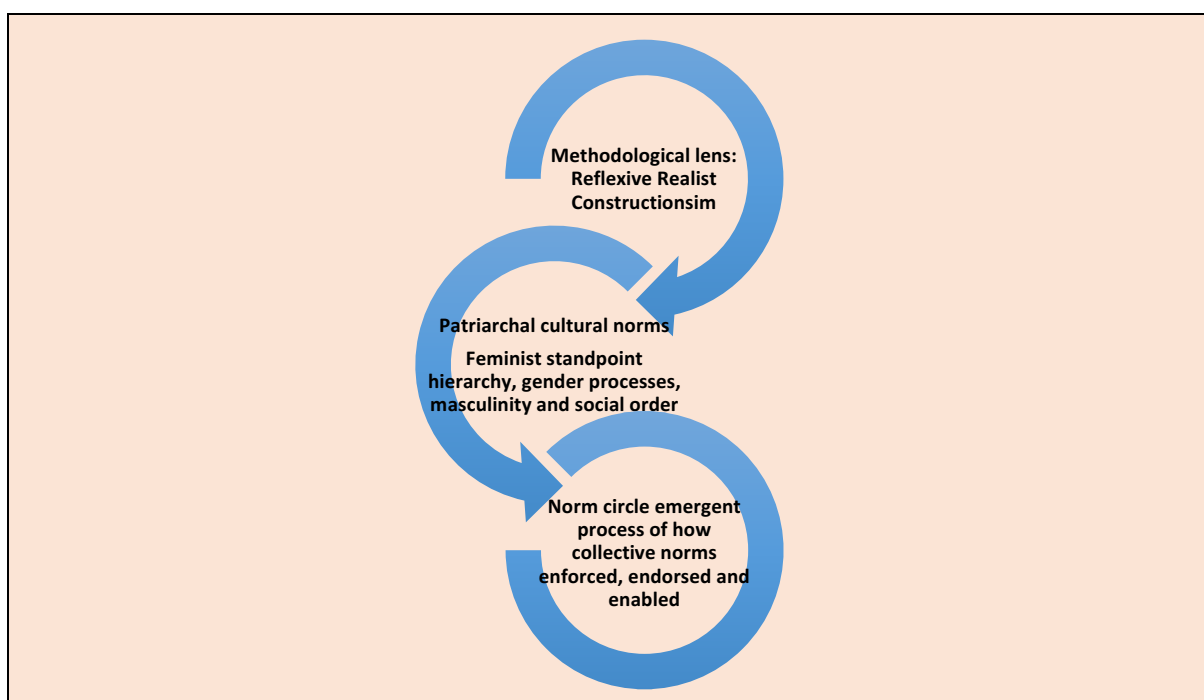 Methodological lens:
Reflexive Realist
Constructionsim
Patriarchal cultural norms
Feminist standpoint
hierarchy, gender processes,
masculinity and social order
Norm circle emergent
process of how
collective norms
enforced, endorsed and
enabled